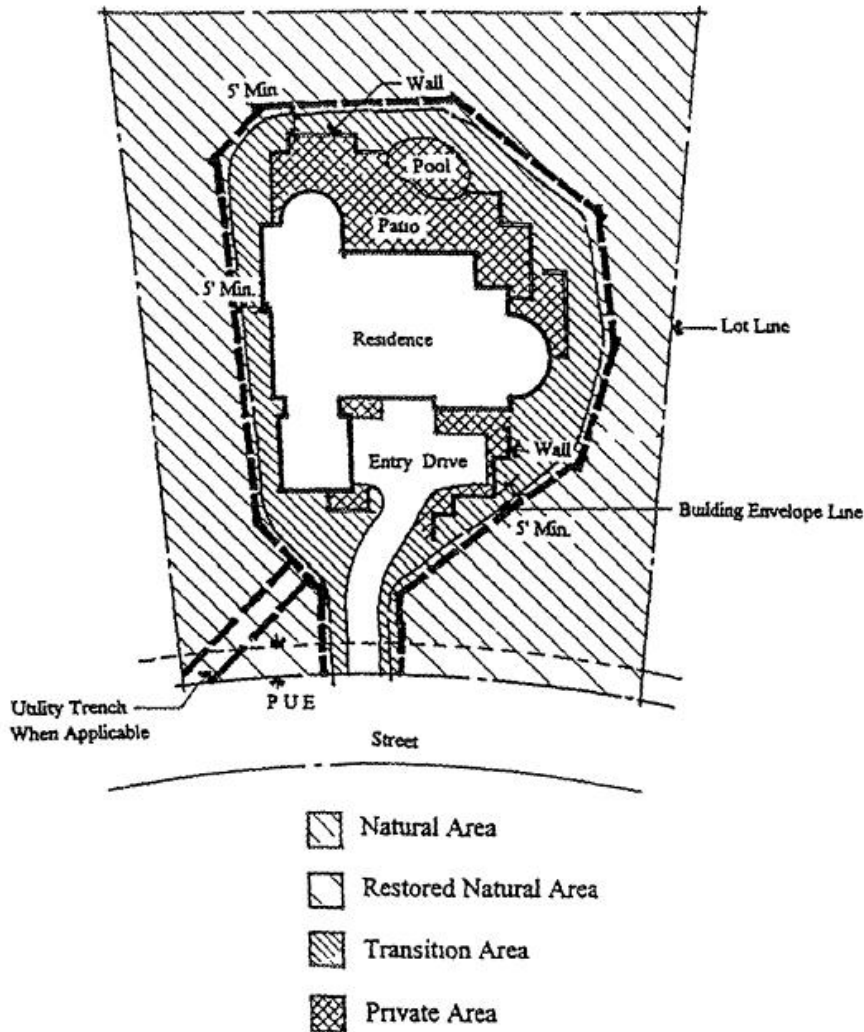 5' Min
Wall
Pool
Patio
5' Min.
Residence
Lot Line
Wall
Entry Drive
Building Envelope Line
5' Min.
Utility Trench
When Applicable
P U E
Street
Natural Area
Restored Natural Area
Transition Area
Private Area